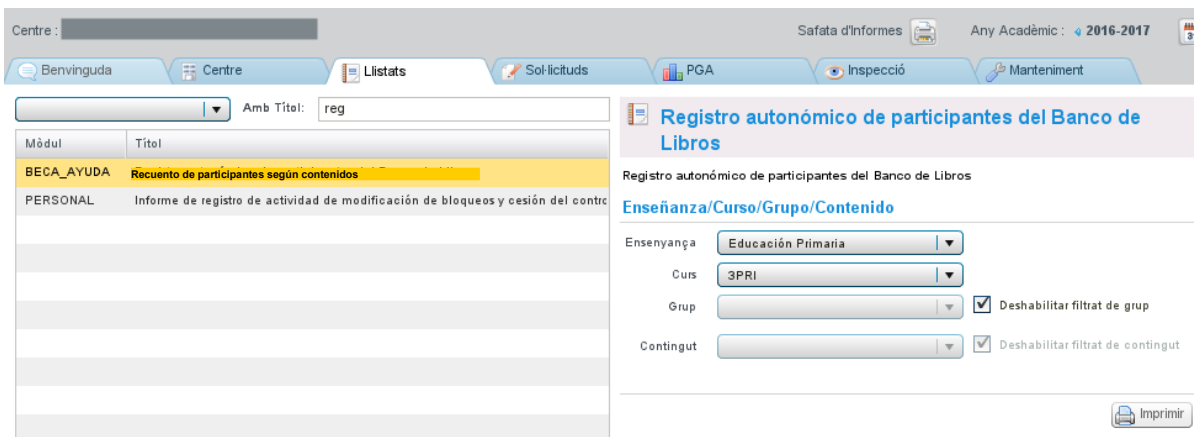 Centre :
Safata d'Informes
Any Acadèmic : 2016-2017
Benvinguda
Centre
Llistats
Sol·licituds
PGA
Inspecció
Manteniment
Amb Títol: reg
Mòdul Títol
BECA_AYUDA Recuento de participantes según contenidos
PERSONAL Informe de registro de actividad de modificación de bloqueos y cesión del contro
Registro autonómico de participantes del Banco de
Libros
Registro autonómico de participantes del Banco de Libros
Enseñanza/Curso/Grupo/Contenido
Ensenyança Educación Primaria
Curs 3PRI
Grup Deshabilitar filtrat de grup
Contingut Deshabilitar filtrat de contingut
Imprimir